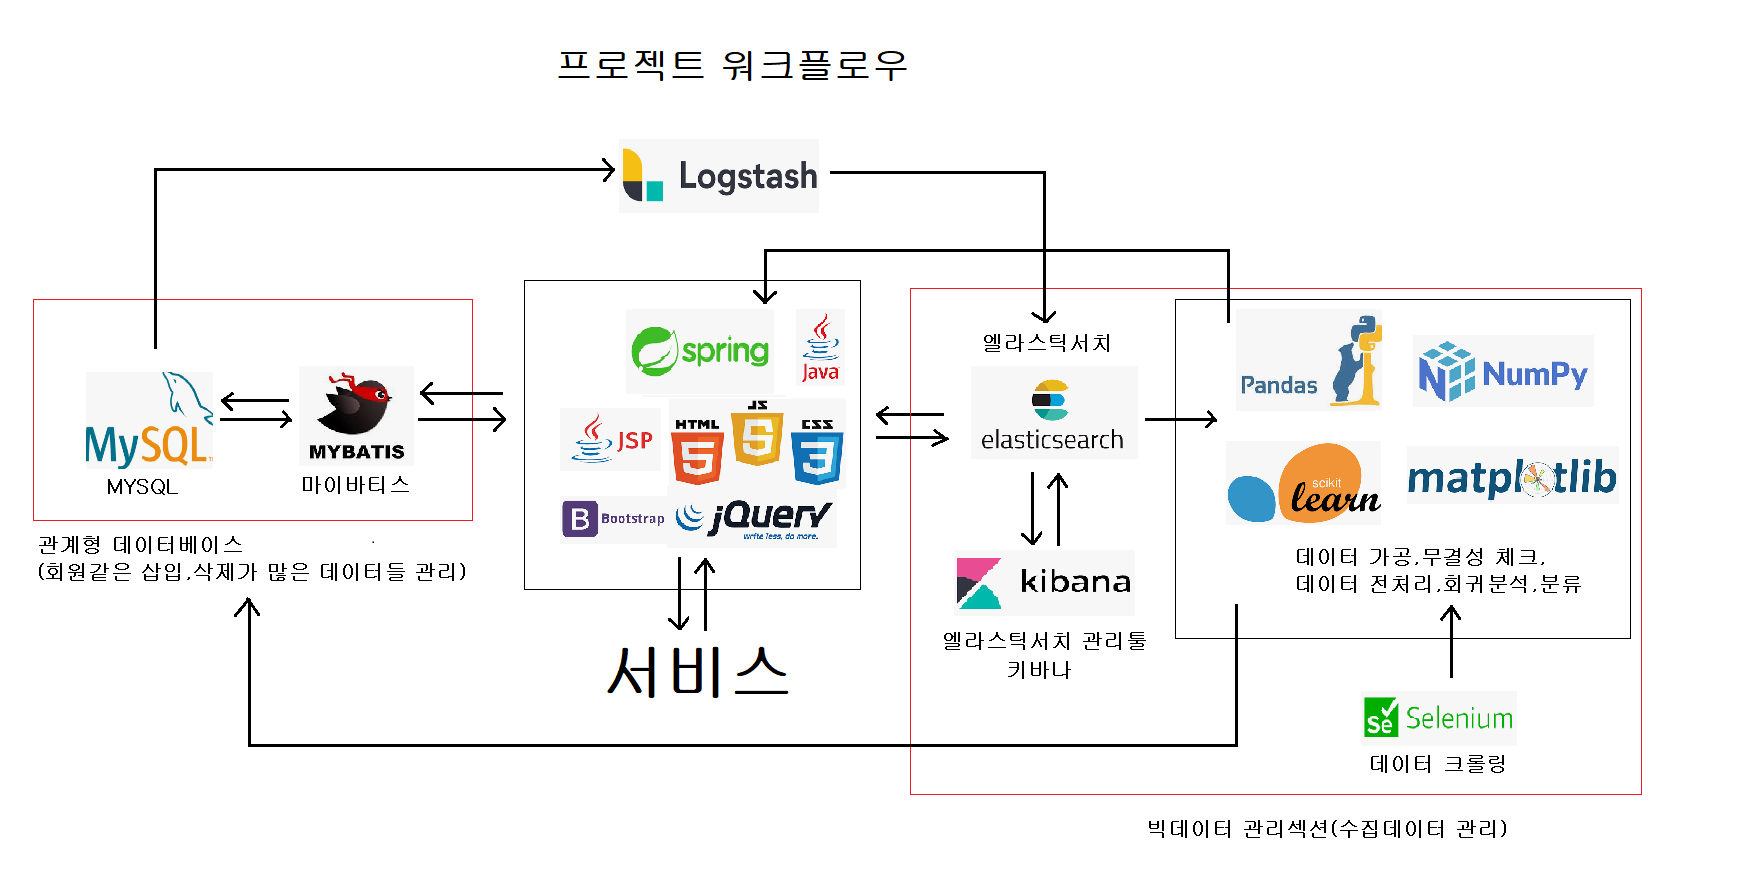 프로젝트 워크플로우
Logstash
MySQL
MYSQL
MYBATIS
마이바티스
관계형 데이터베이스
(회원같은 삽입,삭제가 많은 데이터들 관리)
spring
Java
JSP
HTML
5
JS
5
CSS
3
B Bootstrap
jQuery
write less, do more.
서비스
엘라스틱서치
elasticsearch
kibana
엘라스틱서치 관리툴
키바나
Pandas
NumPy
scikit
learn
matplotlib
데이터 가공,무결성 체크,
데이터 전처리,회귀분석,분류
Se Selenium
데이터 크롤링
빅데이터 관리섹션(수집데이터 관리)